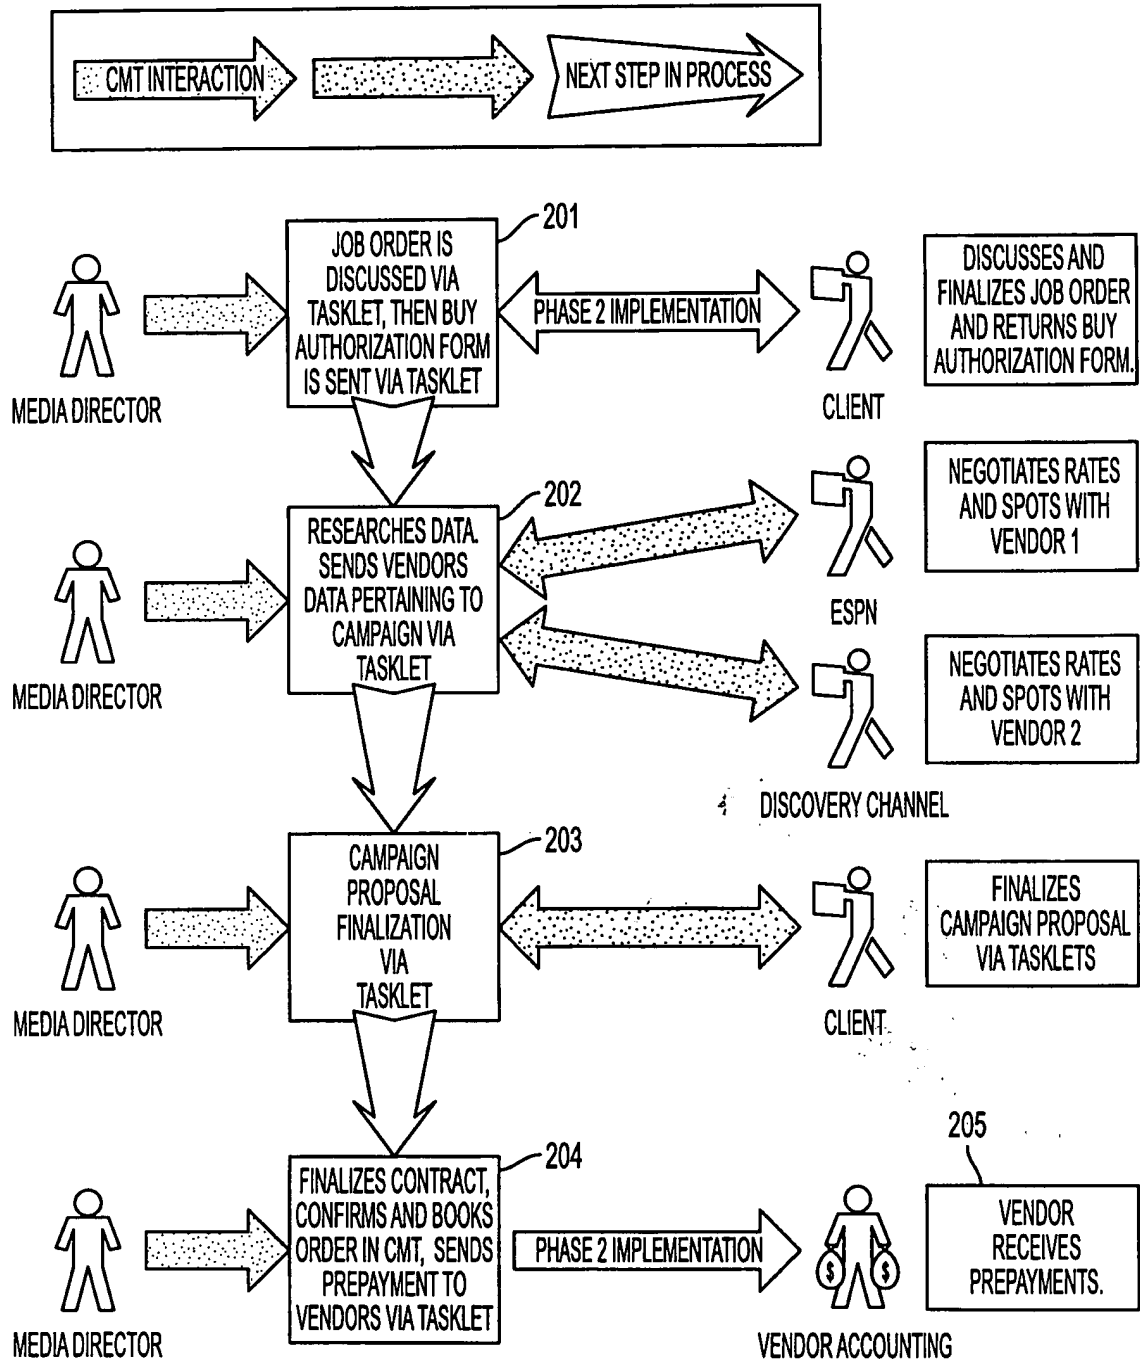 CMT INTERACTION
NEXT STEP IN PROCESS
201
JOB ORDER IS
DISCUSSED VIA
TASKLET, THEN BUY
AUTHORIZATION FORM
IS SENT VIA TASKLET
MEDIA DIRECTOR
PHASE 2 IMPLEMENTATION
CLIENT
DISCUSSES AND
FINALIZES JOB ORDER
AND RETURNS BUY
AUTHORIZATION FORM.
202
RESEARCHES DATA.
SENDS VENDORS
DATA PERTAINING TO
CAMPAIGN VIA
TASKLET
MEDIA DIRECTOR
ESPN
NEGOTIATES RATES
AND SPOTS WITH
VENDOR 1
DISCOVERY CHANNEL
NEGOTIATES RATES
AND SPOTS WITH
VENDOR 2
203
CAMPAIGN
PROPOSAL
FINALIZATION
VIA
TASKLET
MEDIA DIRECTOR
CLIENT
FINALIZES
CAMPAIGN PROPOSAL
VIA TASKLETS
204
FINALIZES CONTRACT,
CONFIRMS AND BOOKS
ORDER IN CMT, SENDS
PREPAYMENT TO
VENDORS VIA TASKLET
MEDIA DIRECTOR
PHASE 2 IMPLEMENTATION
$ $
VENDOR ACCOUNTING
205
VENDOR
RECEIVES
PREPAYMENTS.